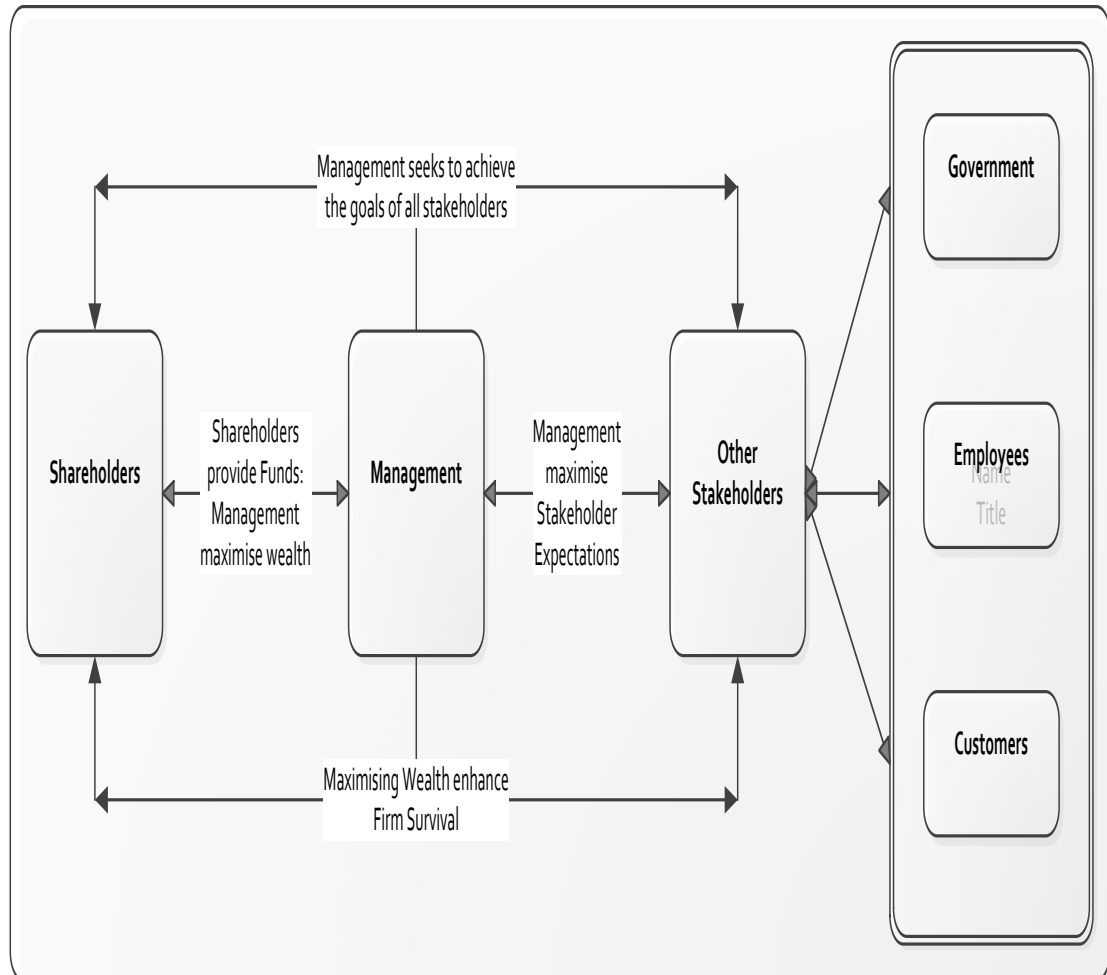 Management seeks to achieve
the goals of all stakeholders
Shareholders
Shareholders
provide Funds:
Management
maximise wealth
Management
Management
maximise
Stakeholder
Expectations
Other
Stakeholders
Maximising Wealth enhance
Firm Survival
Government
Employees
Name
Title
Customers